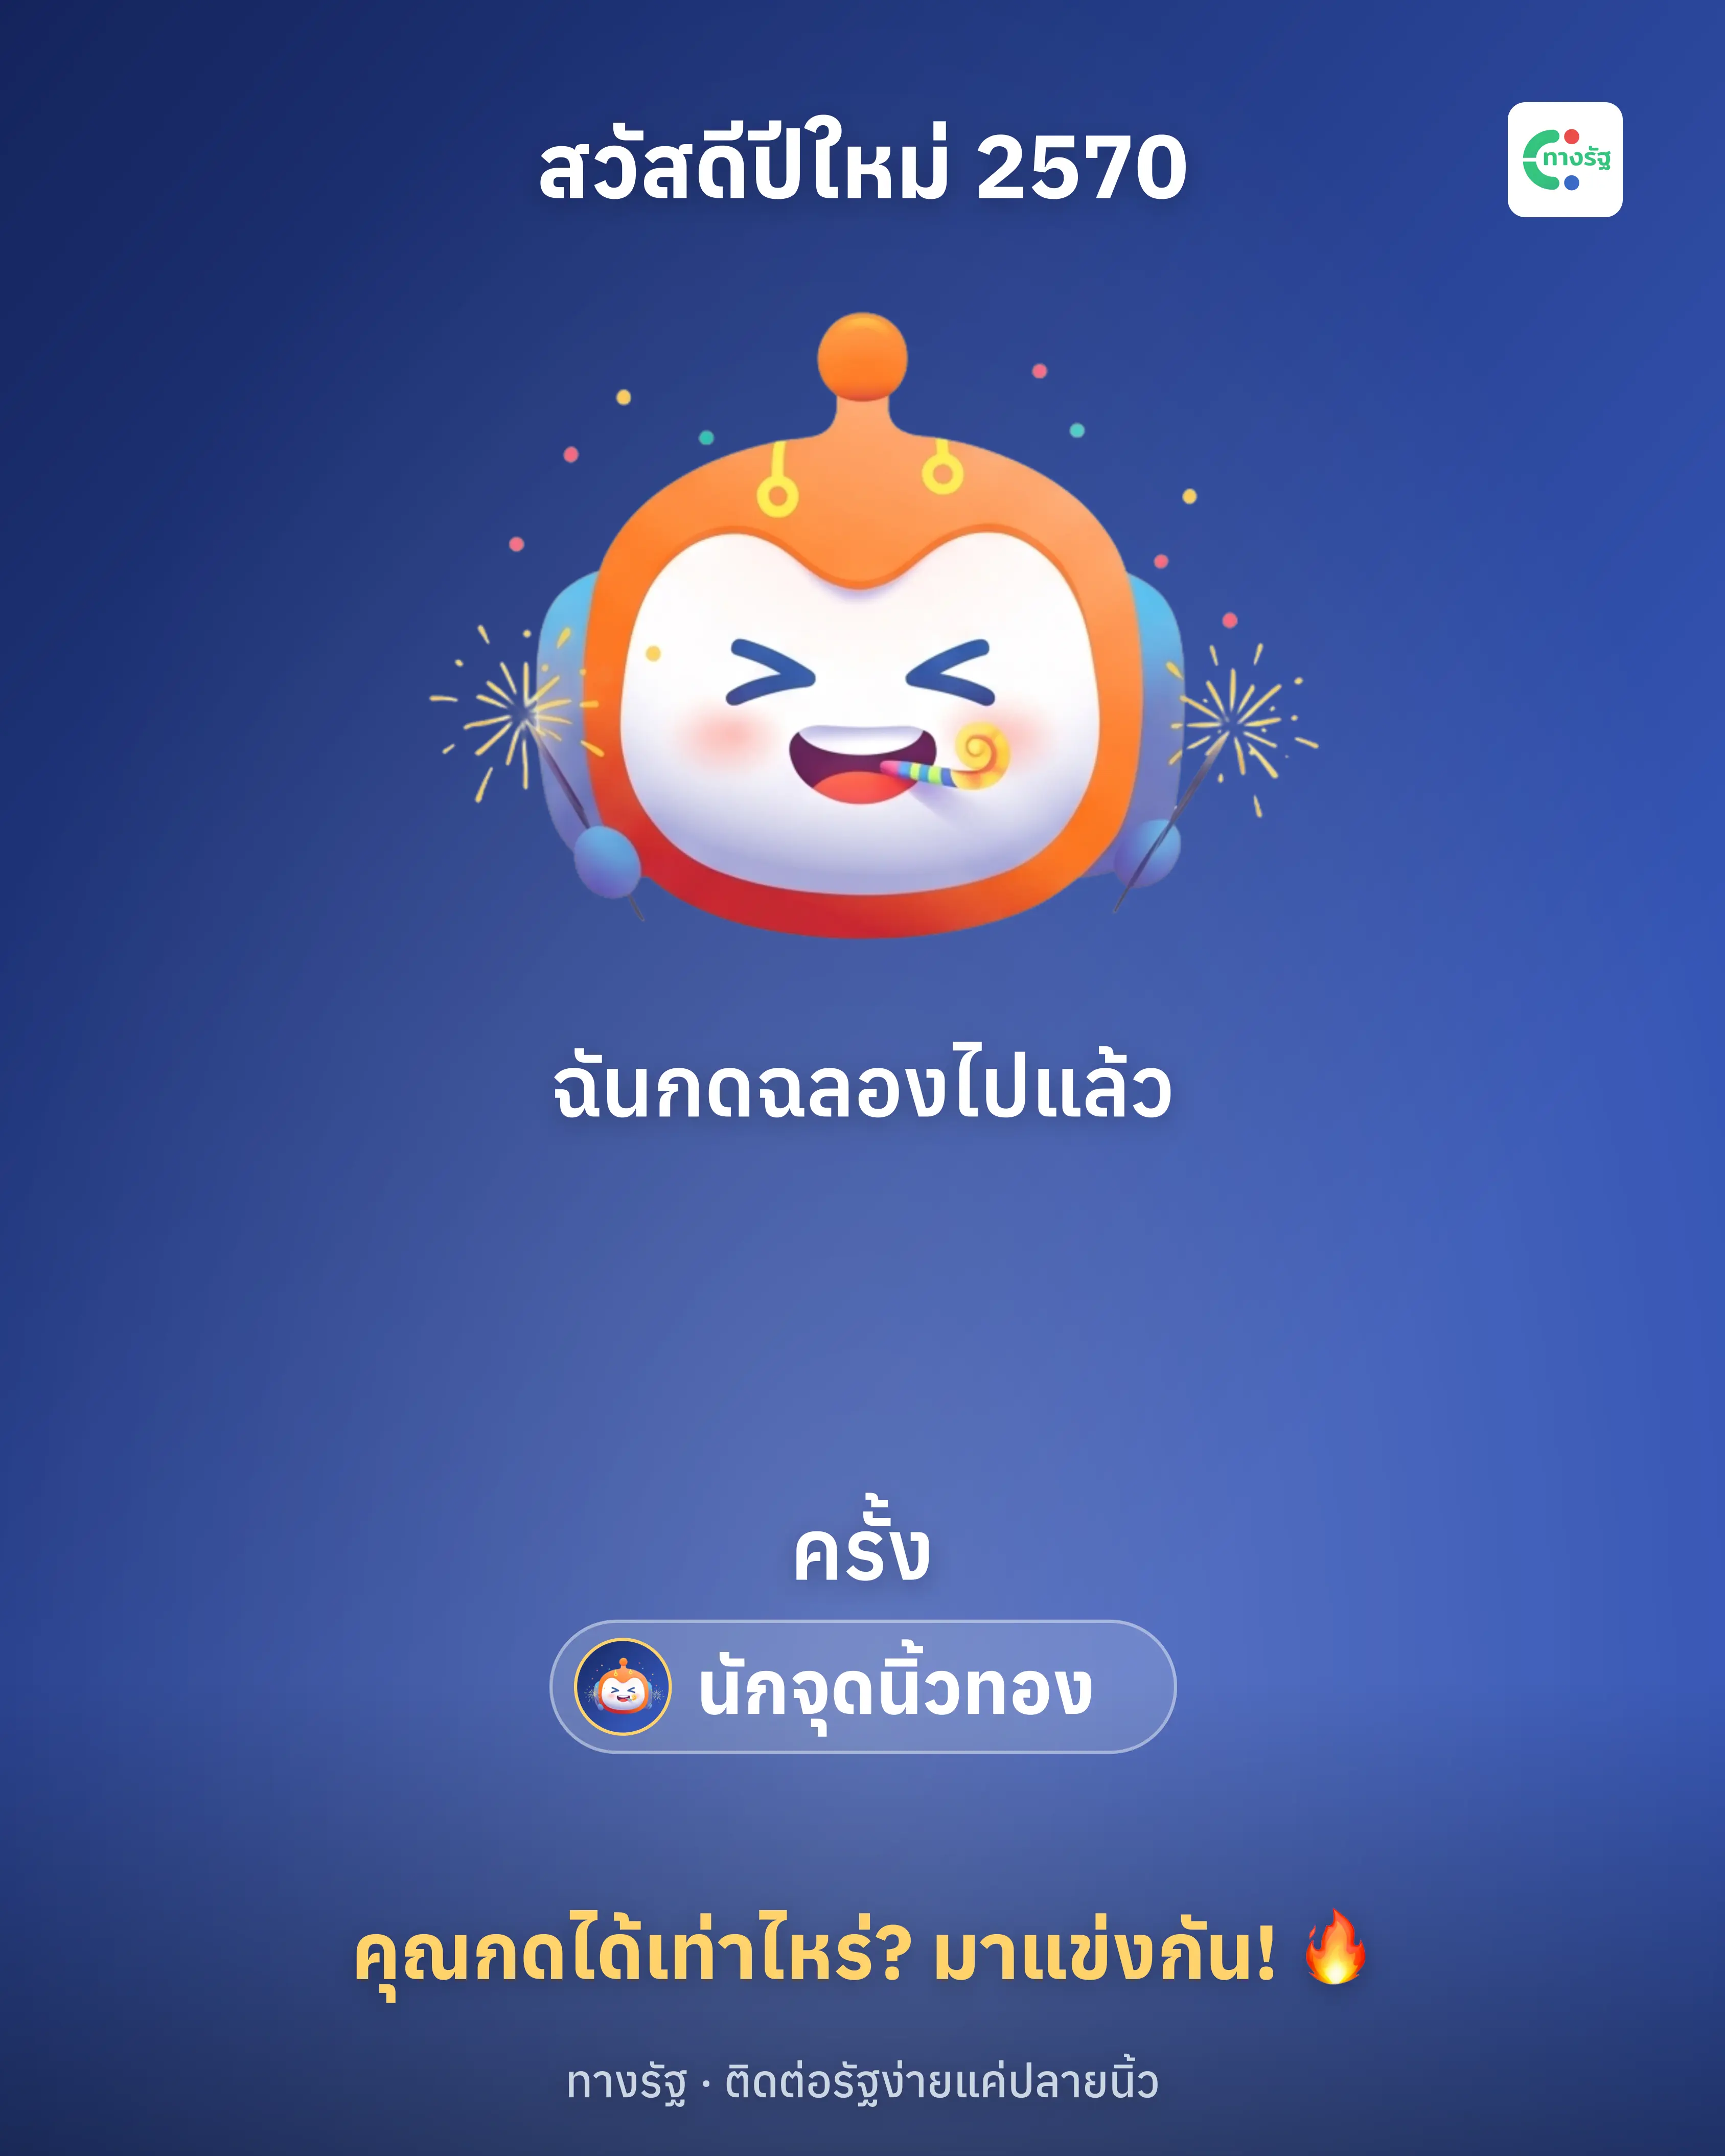 สวัสดีปีใหม่ 2570
ทางรัฐ
ฉันกดฉลองไปแล้ว
ครั้ง
นักจุดนิ้วทอง
คุณกดได้เท่าไหร่? มาแข่งกัน! 🔥
ทางรัฐ · ติดต่อรัฐง่ายแค่ปลายนิ้ว